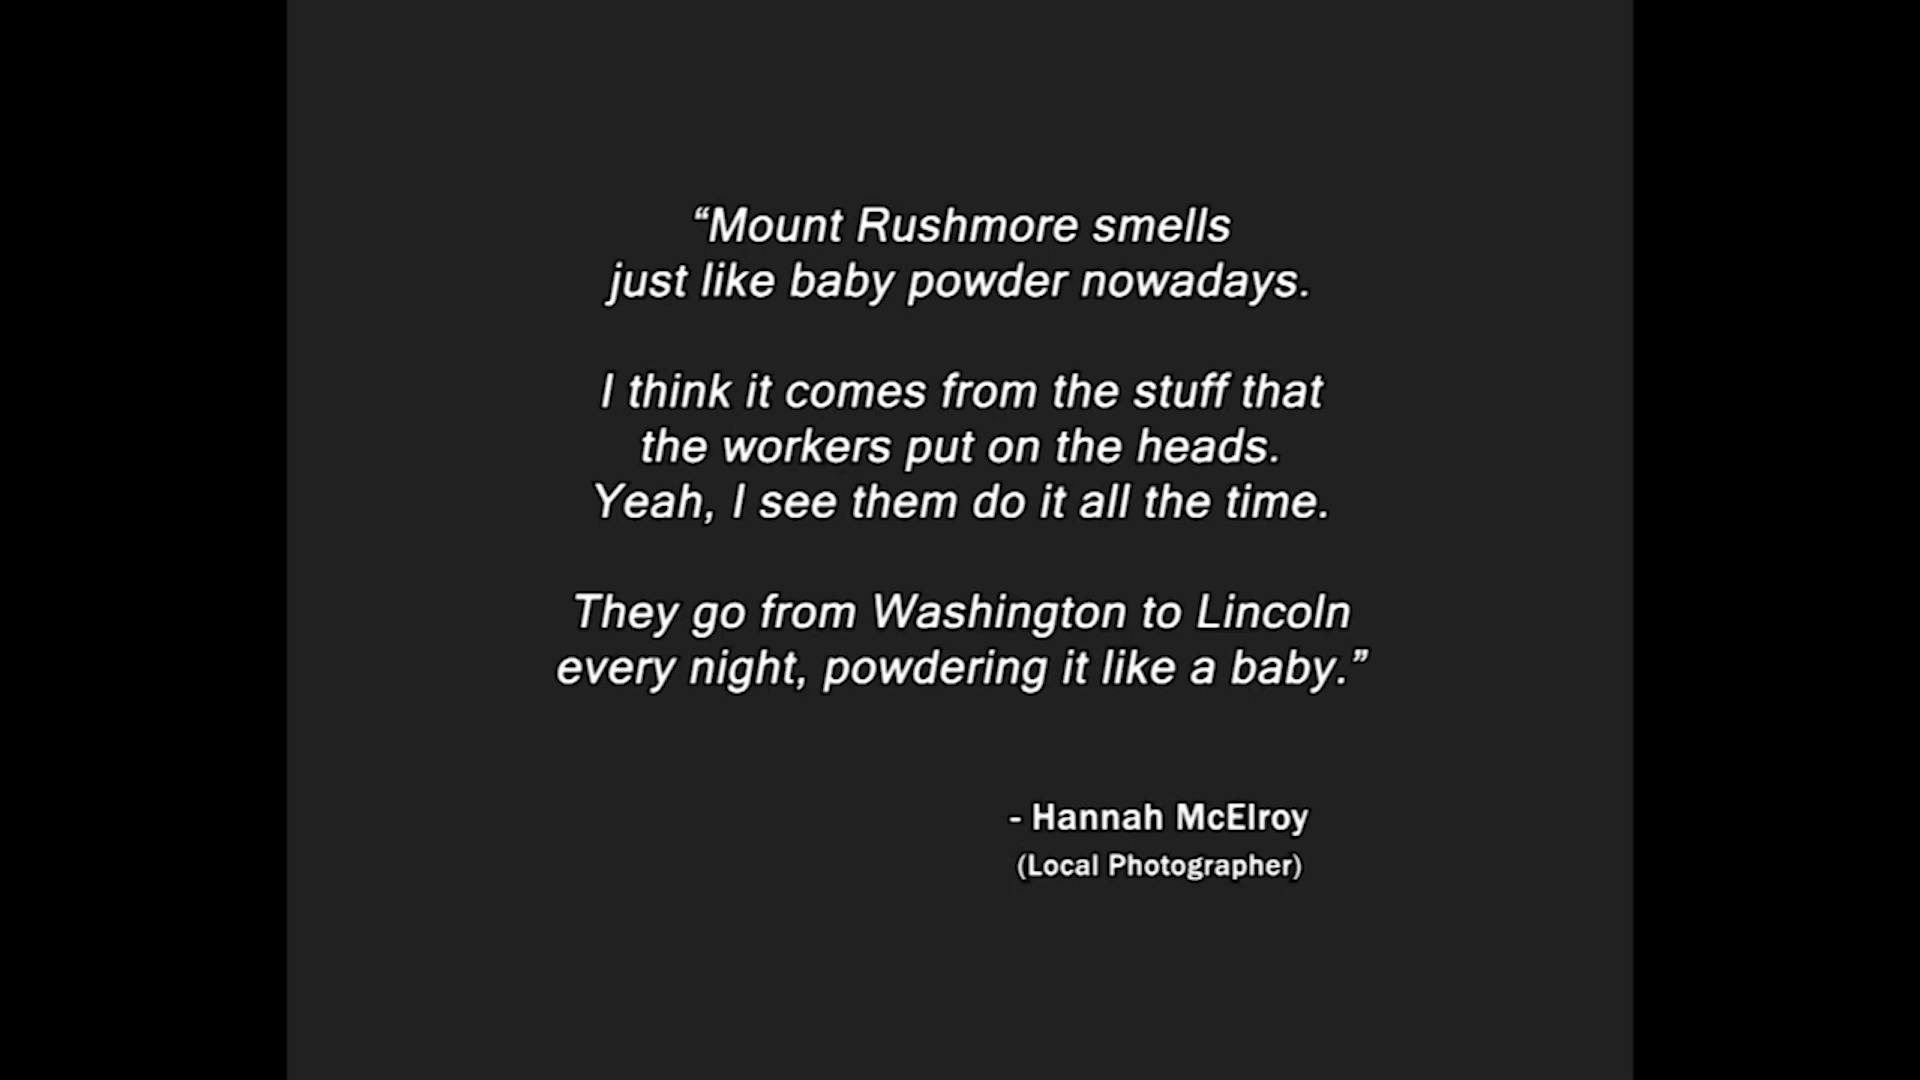 “Mount Rushmore smells
just like baby powder nowadays.
I think it comes from the stuff that
the workers put on the heads.
Yeah, I see them do it all the time.
They go from Washington to Lincoln
every night, powdering it like a baby.”
- Hannah McElroy
(Local Photographer)